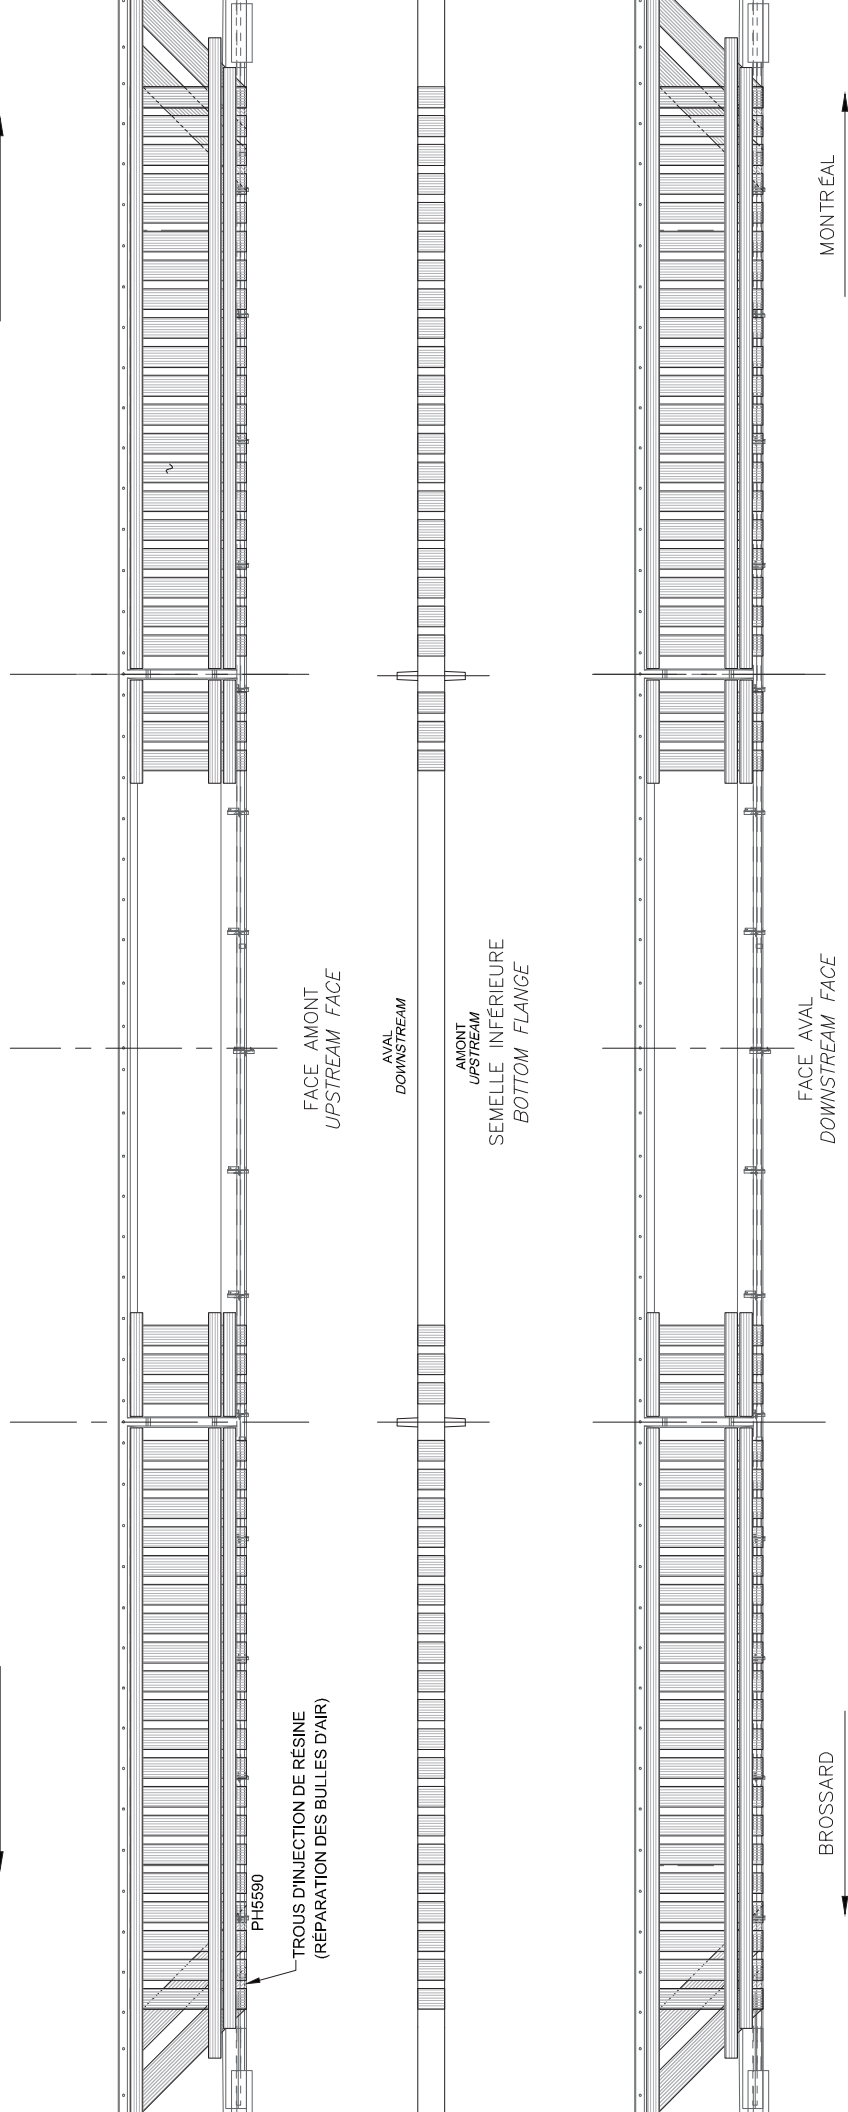 MONTRÉAL
FACE AMONT
UPSTREAM FACE
AVAL
DOWNSTREAM
AMONT
UPSTREAM
SEMELLE INFÉRIEURE
BOTTOM FLANGE
FACE AVAL
DOWNSTREAM FACE
PH5590
TROUS D'INJECTION DE RÉSINE
(RÉPARATION DES BULLES D'AIR)
BROSSARD